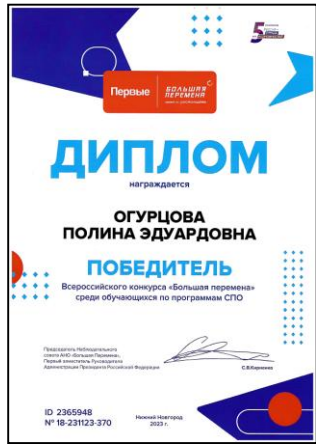 5
Первые
БОЛЬШАЯ
ПЕРЕМЕНА
ДИПЛОМ
награждается
ОГУРЦОВА
ПОЛИНА ЭДУАРДОВНА
ПОБЕДИТЕЛЬ
Всероссийского конкурса «Большая перемена»
среди обучающихся по программам СПО
Председатель Наблюдательного
совета АНО «Большая Перемена»,
Первый заместитель Руководителя
Администрации Президента Российской Федерации
С.В.Кириенко
ID 2365948
№ 18-231123-370
Нижний Новгород
2023 г.